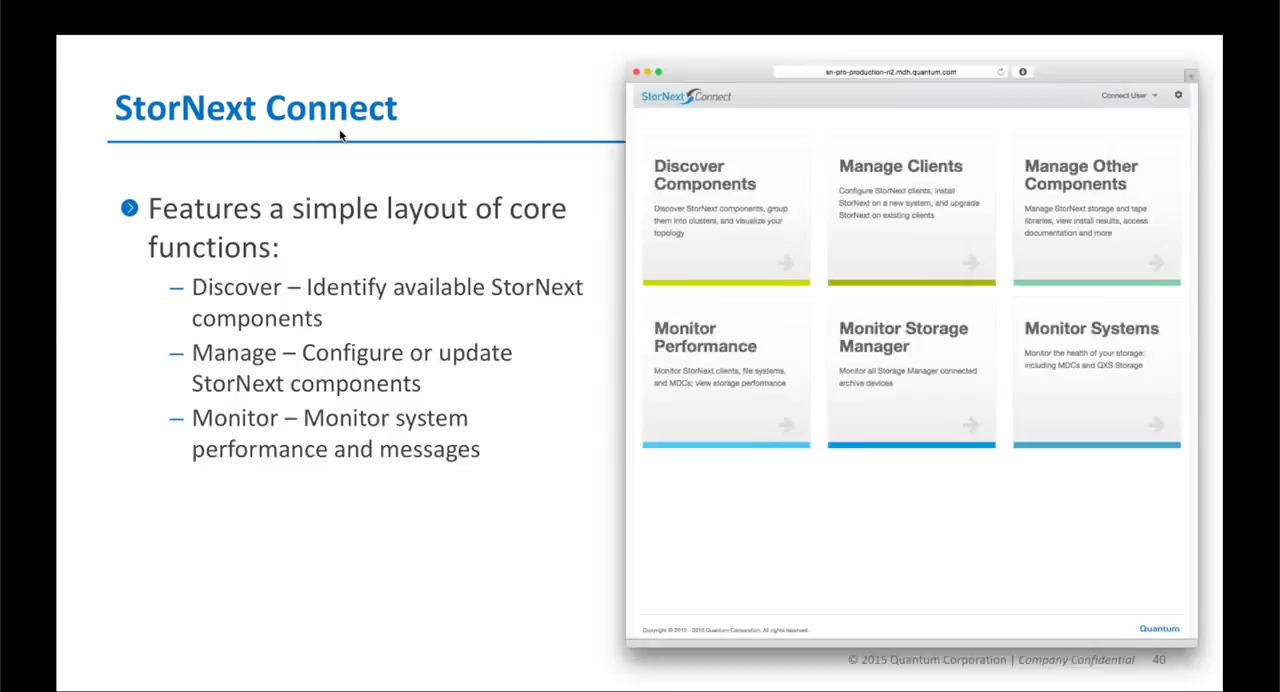 StorNext Connect
Features a simple layout of core
functions:
– Discover – Identify available StorNext
components
– Manage – Configure or update
StorNext components
– Monitor – Monitor system
performance and messages
sn-pro-production-n2.mdh.quantum.com
StorNext Connect
Connect User
Discover
Components
Discover StorNext components, group
them into clusters, and visualize your
topology
Manage Clients
Configure StorNext clients, install
StorNext on a new system, and upgrade
StorNext on existing clients
Manage Other
Components
Manage StorNext storage and tape
libraries, view install results, access
documentation and more
Monitor
Performance
Monitor StorNext clients, file systems,
and MDCs; view storage performance
Monitor Storage
Manager
Monitor all Storage Manager connected
archive devices
Monitor Systems
Monitor the health of your storage;
including MDCs and QXS Storage
Quantum Corporation. All rights reserved.
Quantum
© 2015 Quantum Corporation | Company Confidential 40